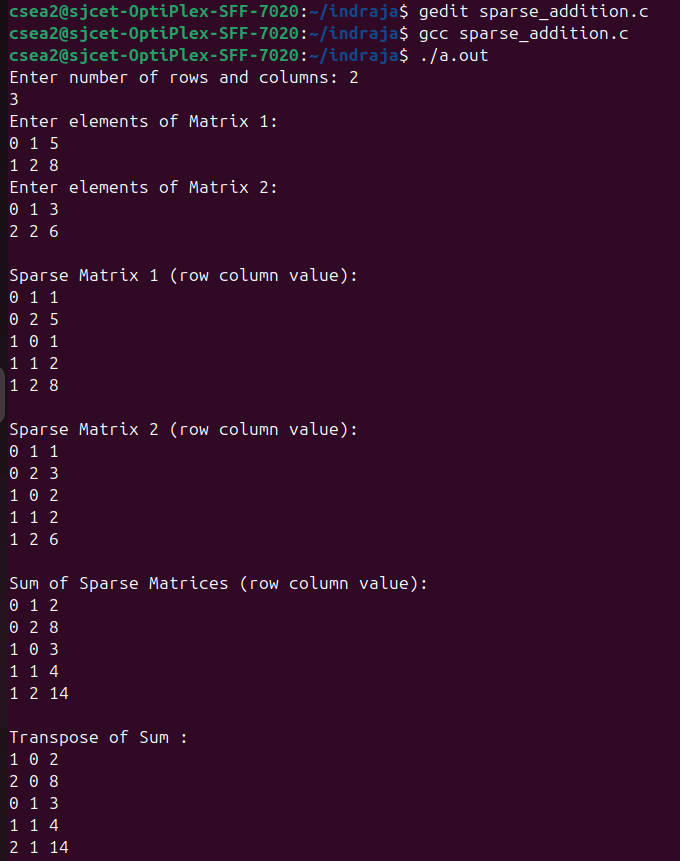 csea2@sjcet-OptiPlex-SFF-7020:~/indraja$ gedit sparse_addition.c
csea2@sjcet-OptiPlex-SFF-7020:~/indraja$ gcc sparse_addition.c
csea2@sjcet-OptiPlex-SFF-7020:~/indraja$ ./a.out
Enter number of rows and columns: 2
3
Enter elements of Matrix 1:
0 1 5
1 2 8
Enter elements of Matrix 2:
0 1 3
2 2 6

Sparse Matrix 1 (row column value):
0 1 1
0 2 5
1 0 1
1 1 2
1 2 8

Sparse Matrix 2 (row column value):
0 1 1
0 2 3
1 0 2
1 1 2
1 2 6

Sum of Sparse Matrices (row column value):
0 1 2
0 2 8
1 0 3
1 1 4
1 2 14

Transpose of Sum :
1 0 2
2 0 8
0 1 3
1 1 4
2 1 14